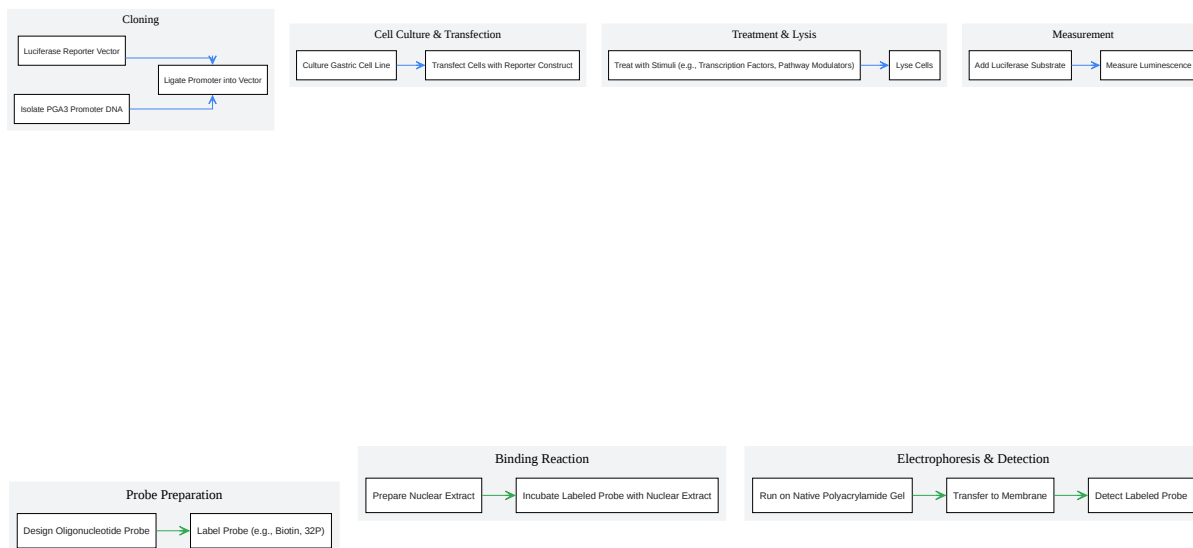 Cloning
Luciferase Reporter Vector
Ligate Promoter into Vector
Isolate PGA3 Promoter DNA
Cell Culture & Transfection
Culture Gastric Cell Line
Transfect Cells with Reporter Construct
Treatment & Lysis
Treat with Stimuli (e.g., Transcription Factors, Pathway Modulators)
Lyse Cells
Measurement
Add Luciferase Substrate
Measure Luminescence
Probe Preparation
Design Oligonucleotide Probe
Label Probe (e.g., Biotin, 32P)
Binding Reaction
Prepare Nuclear Extract
Incubate Labeled Probe with Nuclear Extract
Electrophoresis & Detection
Run on Native Polyacrylamide Gel
Transfer to Membrane
Detect Labeled Probe